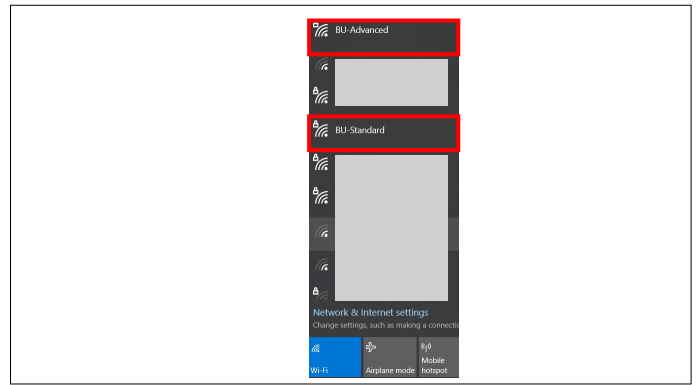 BU-Advanced
BU-Standard
Network & Internet settings
Change settings, such as making a connectio
Wi-Fi
Airplane mode
Mobile
hotspot